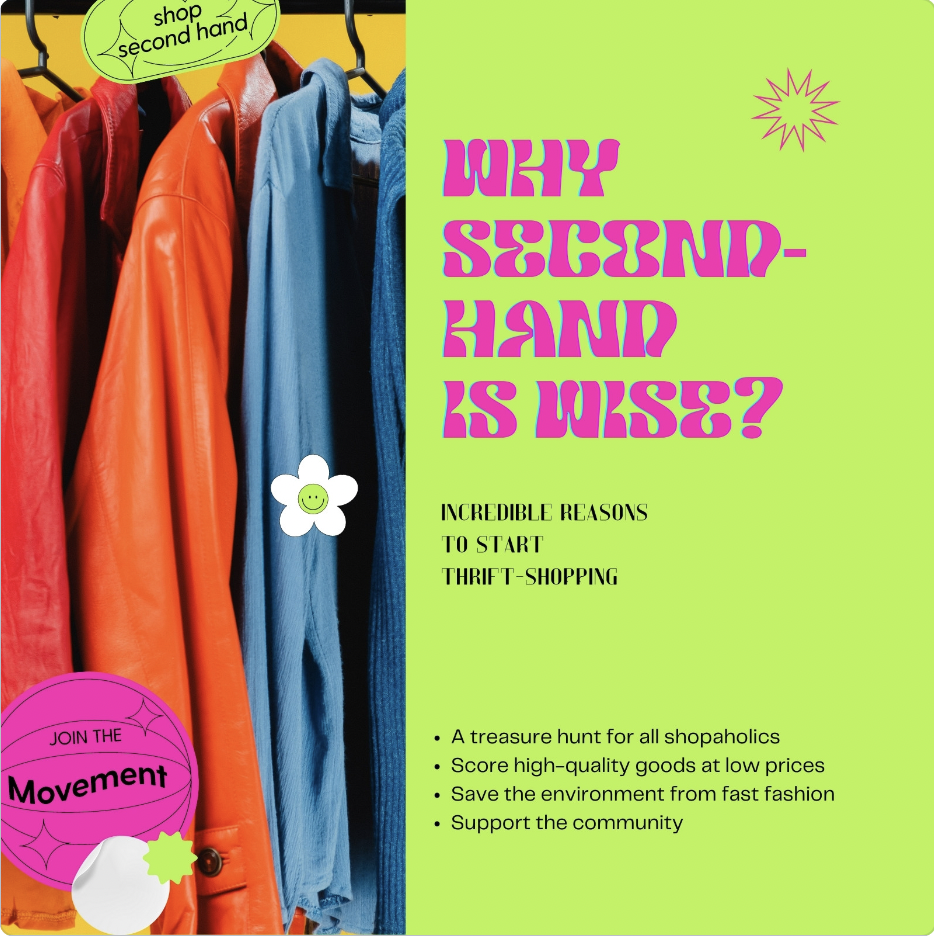 shop
second hand
WHY
SECOND-
HAND
IS WISE?
INCREDIBLE REASONS
TO START
THRIFT-SHOPPING
• A treasure hunt for all shopaholics
• Score high-quality goods at low prices
• Save the environment from fast fashion
• Support the community
JOIN THE
Movement